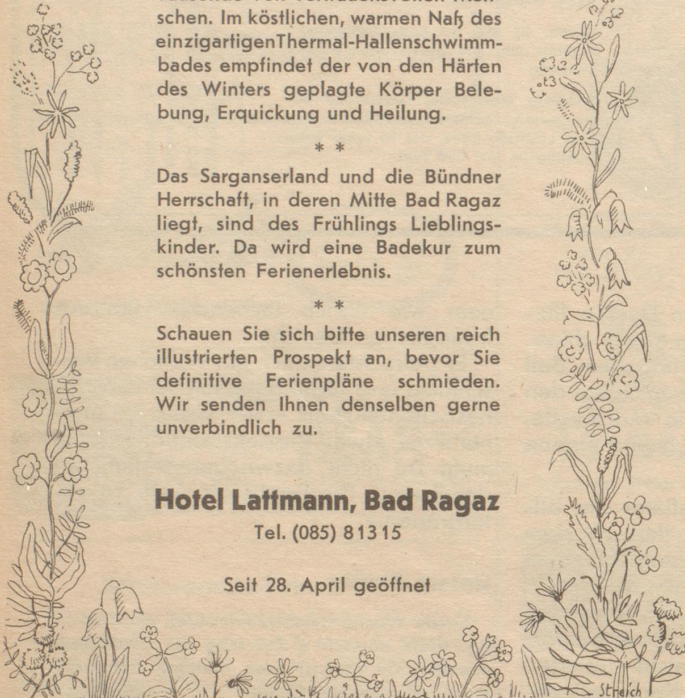 schen. Im köstlichen, warmen Naß des
einzigartigenThermal-Hallenschwimm-
bades empfindet der von den Härten
des Winters geplagte Körper Bele-
bung, Erquickung und Heilung.
* *
Das Sarganserland und die Bündner
Herrschaft, in deren Mitte Bad Ragaz
liegt, sind des Frühlings Lieblings-
kinder. Da wird eine Badekur zum
schönsten Ferienerlebnis.
* *
Schauen Sie sich bitte unseren reich
illustrierten Prospekt an, bevor Sie
definitive Ferienpläne schmieden.
Wir senden Ihnen denselben gerne
unverbindlich zu.
Hotel Lattmann, Bad Ragaz
Tel. (085) 8 13 15
Seit 28. April geöffnet